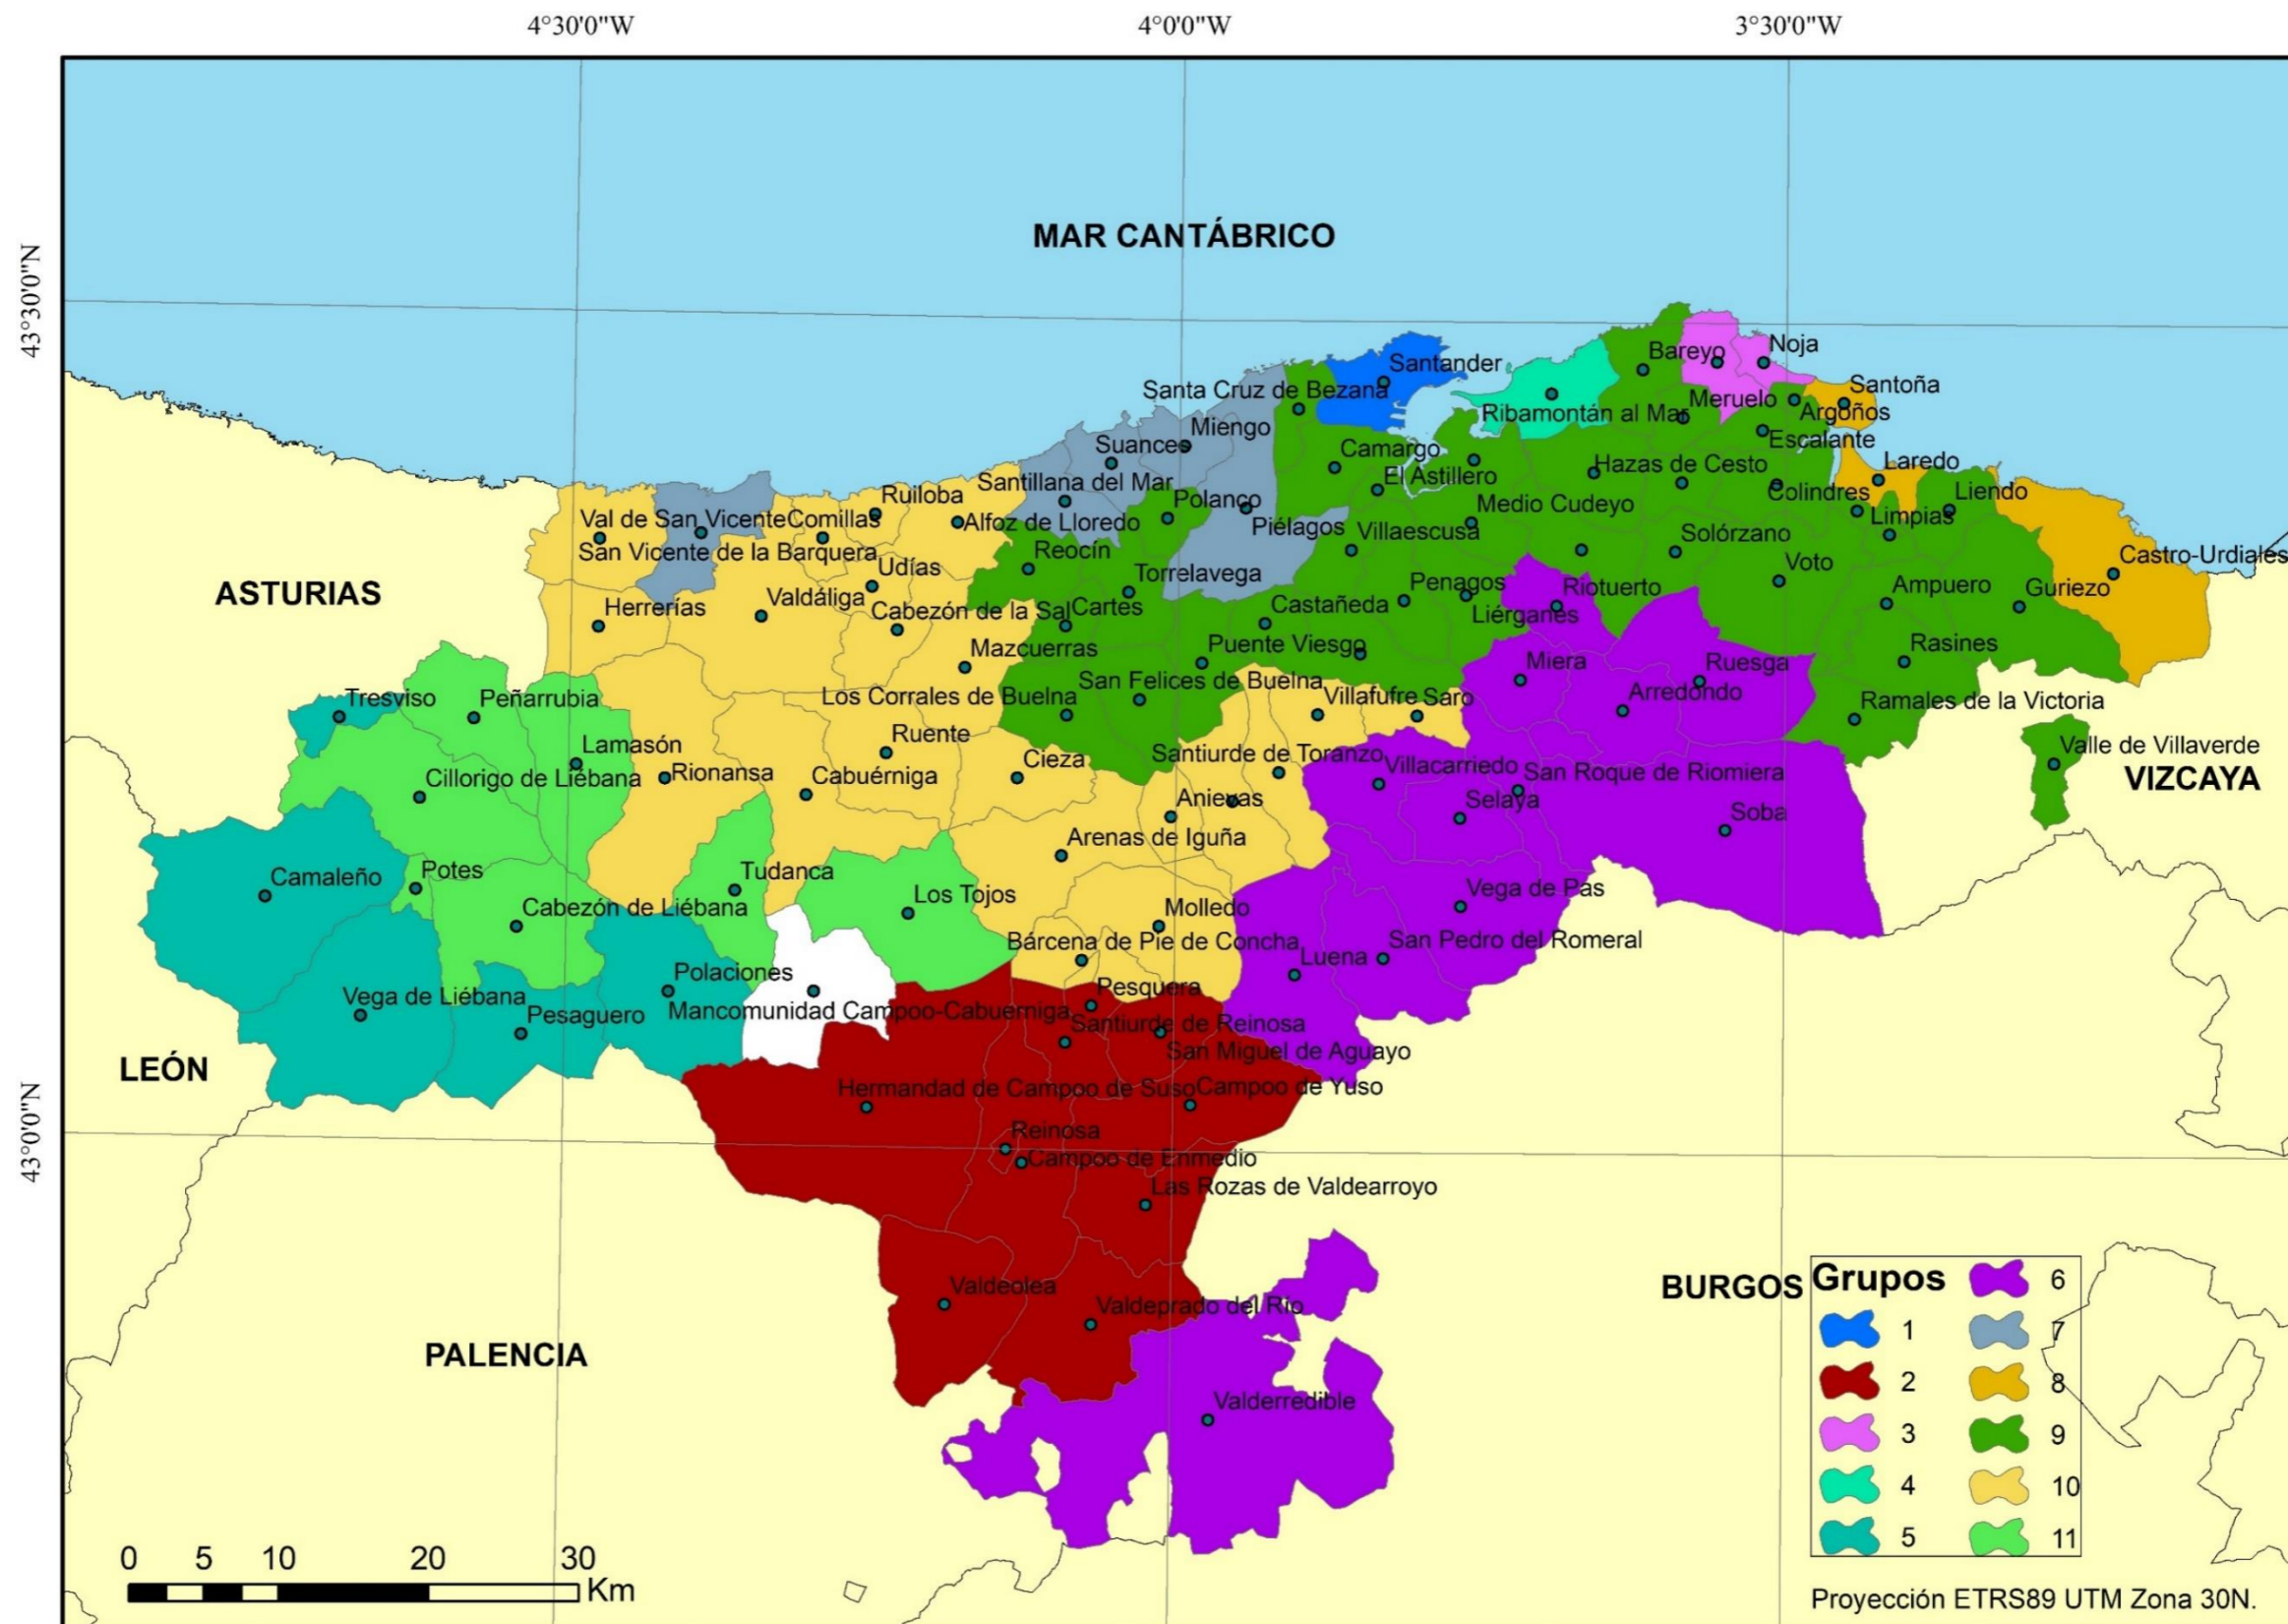 4°30'0"W
4°0'0"W
3°30'0"W
43°30'0"N
43°0'0"N
MAR CANTÁBRICO
Noja
Bareyo
Santander
Santoña
Santa Cruz de Bezana
Meruelo
Ribamontán al Mar
Argoños
Miengo
Escalante
Suances
Camargo
Laredo
Hazas de Cesto
El Astillero
Santillana del Mar
Colindres
Liendo
Ruiloba
Polanco
Medio Cudeyo
Limpias
Val de San Vicente
Comillas
Alfoz de Lloredo
Piélagos
Villaescusa
Solórzano
San Vicente de la Barquera
Reocín
Castro-Urdiales
Udías
Torrelavega
Voto
ASTURIAS
Penagos
Riotuerto
Ampuero
Guriezo
Valdáliga
Herrerías
Cabezón de la Sal
Cartes
Castañeda
Liérganes
Mazcuerras
Puente Viesgo
Rasines
Miera
Ruesga
Tresviso
Peñarrubia
Los Corrales de Buelna
San Felices de Buelna
Villafufre
Saro
Arredondo
Ramales de la Victoria
Ruente
Lamasón
Cieza
Santiurde de Toranzo
Valle de Villaverde
Cillorigo de Liébana
Rionansa
Cabuérniga
Villacarriedo
San Roque de Riomiera
VIZCAYA
Anievas
Selaya
Soba
Arenas de Iguña
Camaleño
Potes
Tudanca
Los Tojos
Vega de Pas
Cabezón de Liébana
Molledo
Bárcena de Pie de Concha
San Pedro del Romeral
Luena
Polaciones
Vega de Liébana
Pesquera
Pesaguero
Mancomunidad Campoo-Cabuerniga
Santiurde de Reinosa
LEÓN
San Miguel de Aguayo
Hermandad de Campoo de Suso
Campoo de Yuso
Reinosa
Campoo de Enmedio
Las Rozas de Valdearroyo
Valdeolea
Valdeprado del Río
PALENCIA
BURGOS
Valderredible
Grupos
1
2
3
4
5
6
7
8
9
10
11
0 5 10 20 30
Km
Proyección ETRS89 UTM Zona 30N.